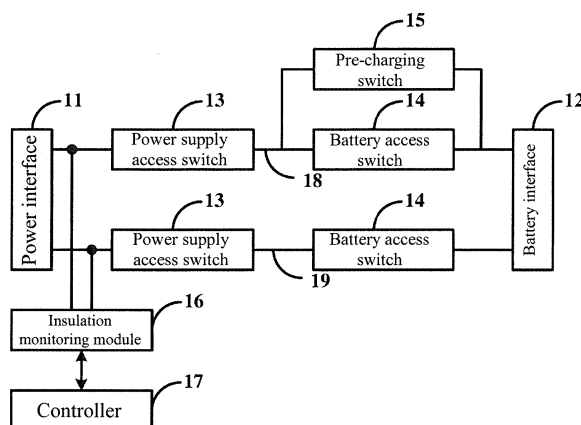 15
Pre-charging
switch
11
13
14
12
Power interface
Power supply
access switch
Battery access
switch
Battery interface
18
13
14
Power supply
access switch
Battery access
switch
19
16
Insulation
monitoring module
17
Controller